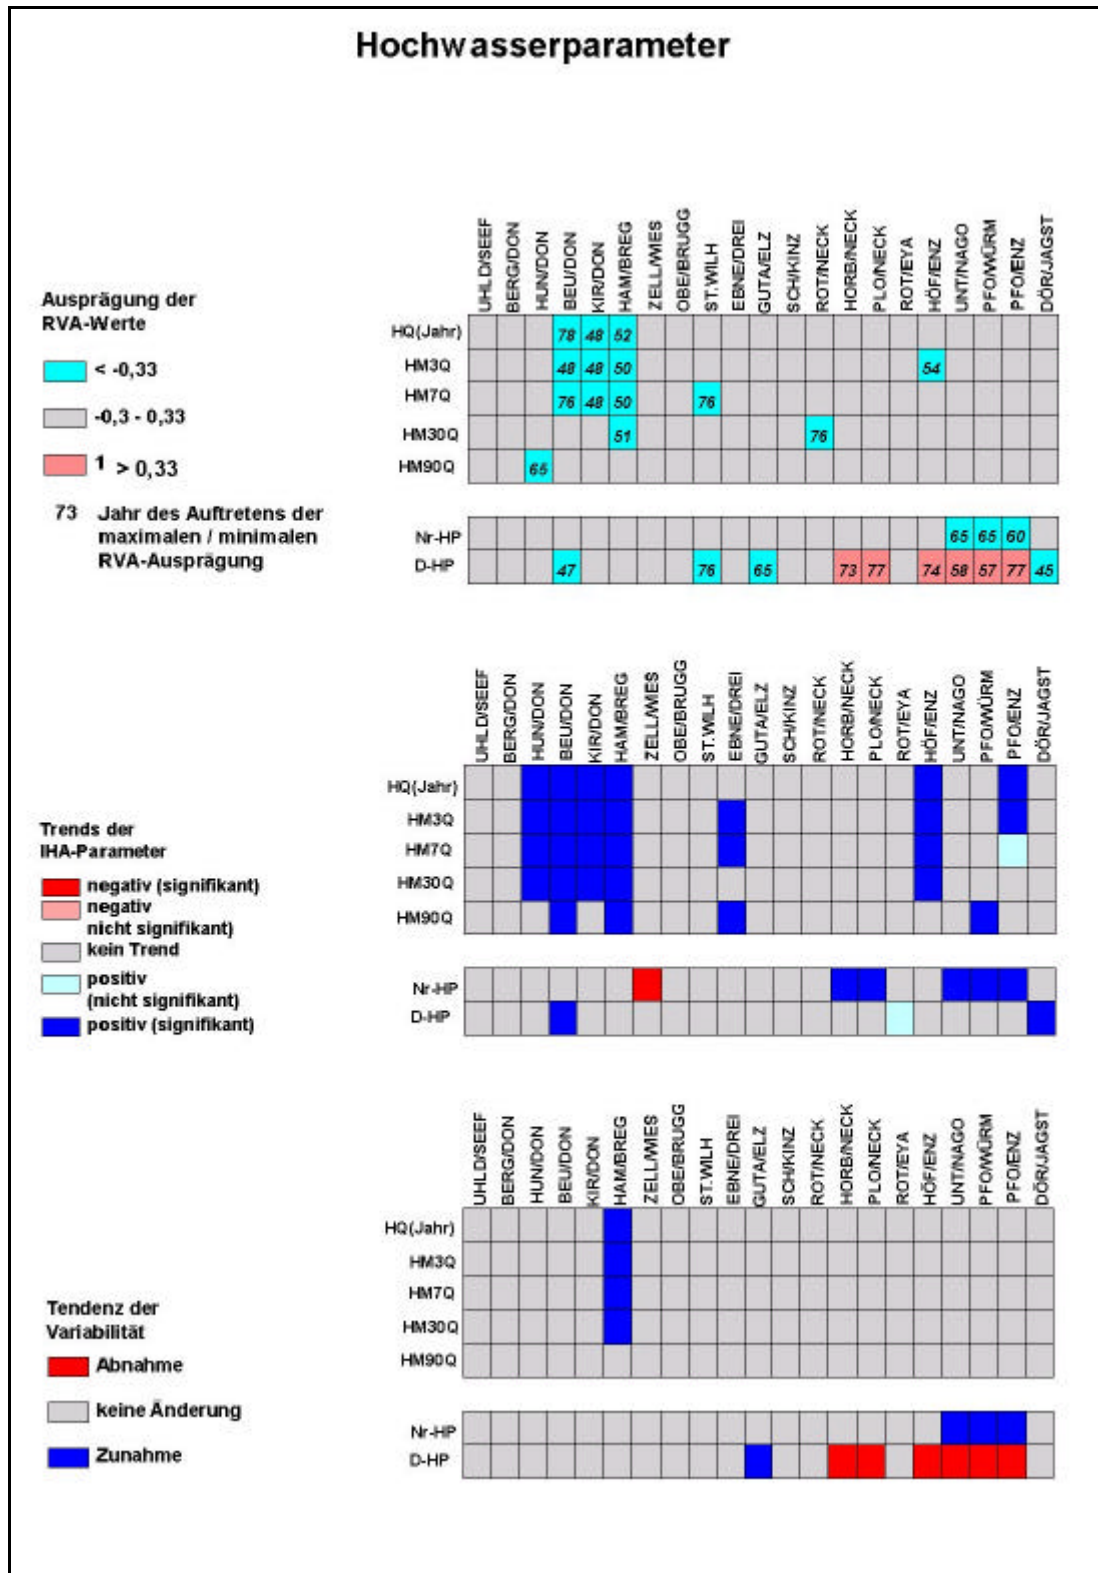 Hochwasserparameter
UHLD/SEEF
BERG/DON
HUN/DON
BEU/DON
KIR/DON
HAM/BREG
ZELL/WIES
OBE/BRUGG
ST.WILH
EBNE/DREI
GUTA/ELZ
SCH/KINZ
ROT/NECK
HORB/NECK
PLO/NECK
ROT/EYA
HÖF/ENZ
UNT/NAGO
PFO/WÜRM
PFO/ENZ
DÖR/JAGST
Ausprägung der
RVA-Werte
< -0,33
-0,3 - 0,33
1 > 0,33
73 Jahr des Auftretens der
maximalen / minimalen
RVA-Ausprägung
HQ(Jahr) 78 48 52
HM3Q 48 48 50 54
HM7Q 76 48 50 76
HM30Q 51 76
HM90Q 65
Nr-HP 65 65 60
D-HP 47 76 65 73 77 74 58 57 77 45
UHLD/SEEF
BERG/DON
HUN/DON
BEU/DON
KIR/DON
HAM/BREG
ZELL/WIES
OBE/BRUGG
ST.WILH
EBNE/DREI
GUTA/ELZ
SCH/KINZ
ROT/NECK
HORB/NECK
PLO/NECK
ROT/EYA
HÖF/ENZ
UNT/NAGO
PFO/WÜRM
PFO/ENZ
DÖR/JAGST
Trends der
IHA-Parameter
negativ (signifikant)
negativ
nicht signifikant)
kein Trend
positiv
(nicht signifikant)
positiv (signifikant)
HQ(Jahr)
HM3Q
HM7Q
HM30Q
HM90Q
Nr-HP
D-HP
UHLD/SEEF
BERG/DON
HUN/DON
BEU/DON
KIR/DON
HAM/BREG
ZELL/WIES
OBE/BRUGG
ST.WILH
EBNE/DREI
GUTA/ELZ
SCH/KINZ
ROT/NECK
HORB/NECK
PLO/NECK
ROT/EYA
HÖF/ENZ
UNT/NAGO
PFO/WÜRM
PFO/ENZ
DÖR/JAGST
Tendenz der
Variabilität
Abnahme
keine Änderung
Zunahme
HQ(Jahr)
HM3Q
HM7Q
HM30Q
HM90Q
Nr-HP
D-HP